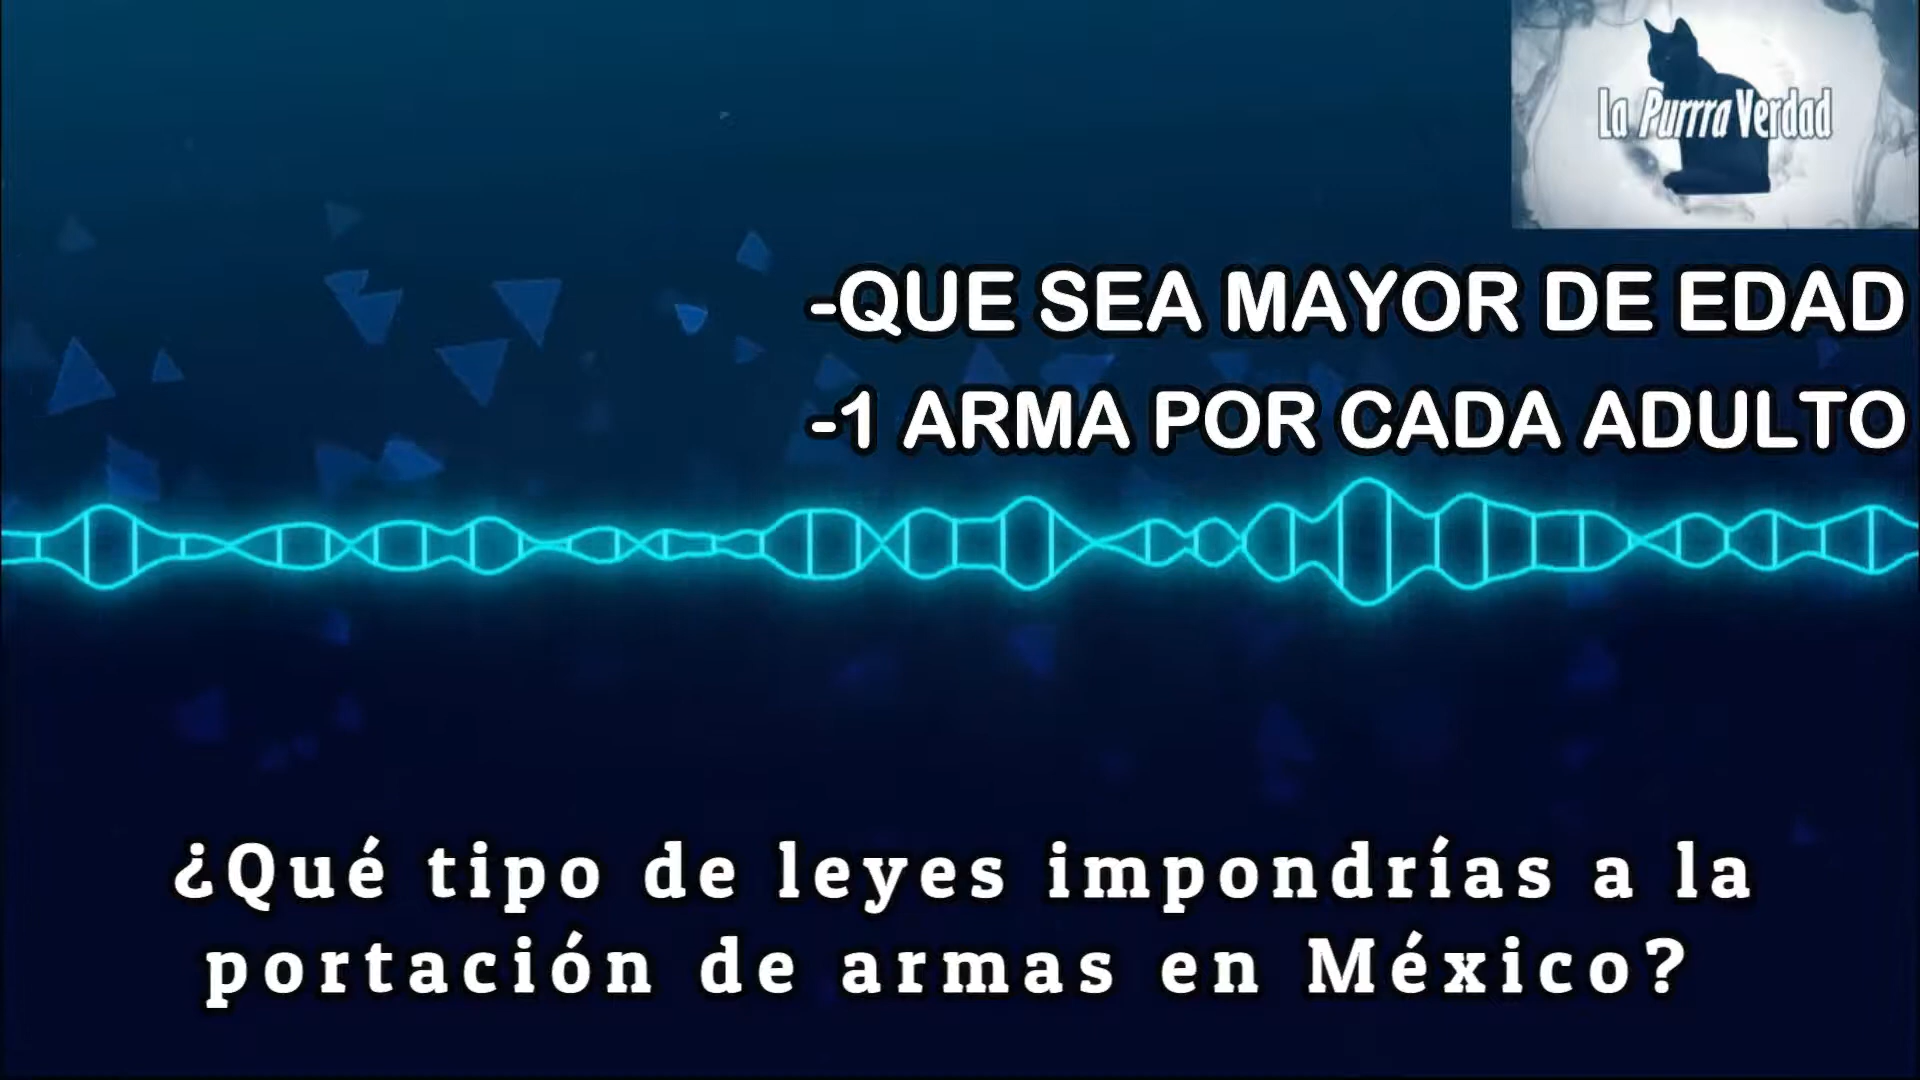 La Purrra Verdad
-QUE SEA MAYOR DE EDAD
-1 ARMA POR CADA ADULTO
¿Qué tipo de leyes impondrías a la
portación de armas en México?